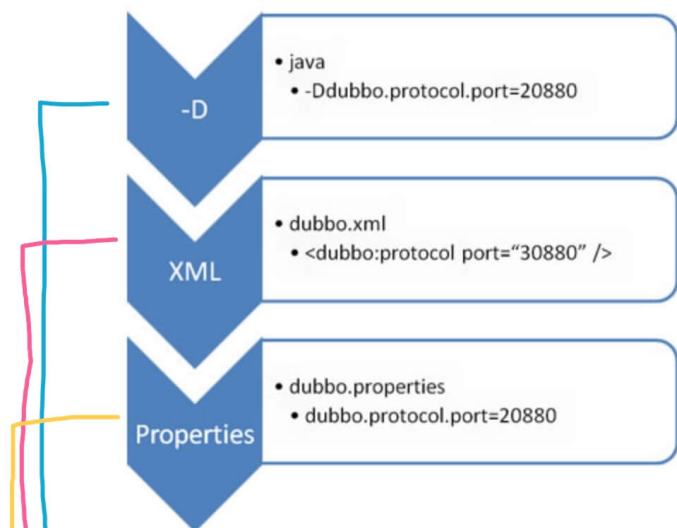 -D
• java
• -Ddubbo.protocol.port=20880
XML
• dubbo.xml
• <dubbo:protocol port=“30880” />
Properties
• dubbo.properties
• dubbo.protocol.port=20880